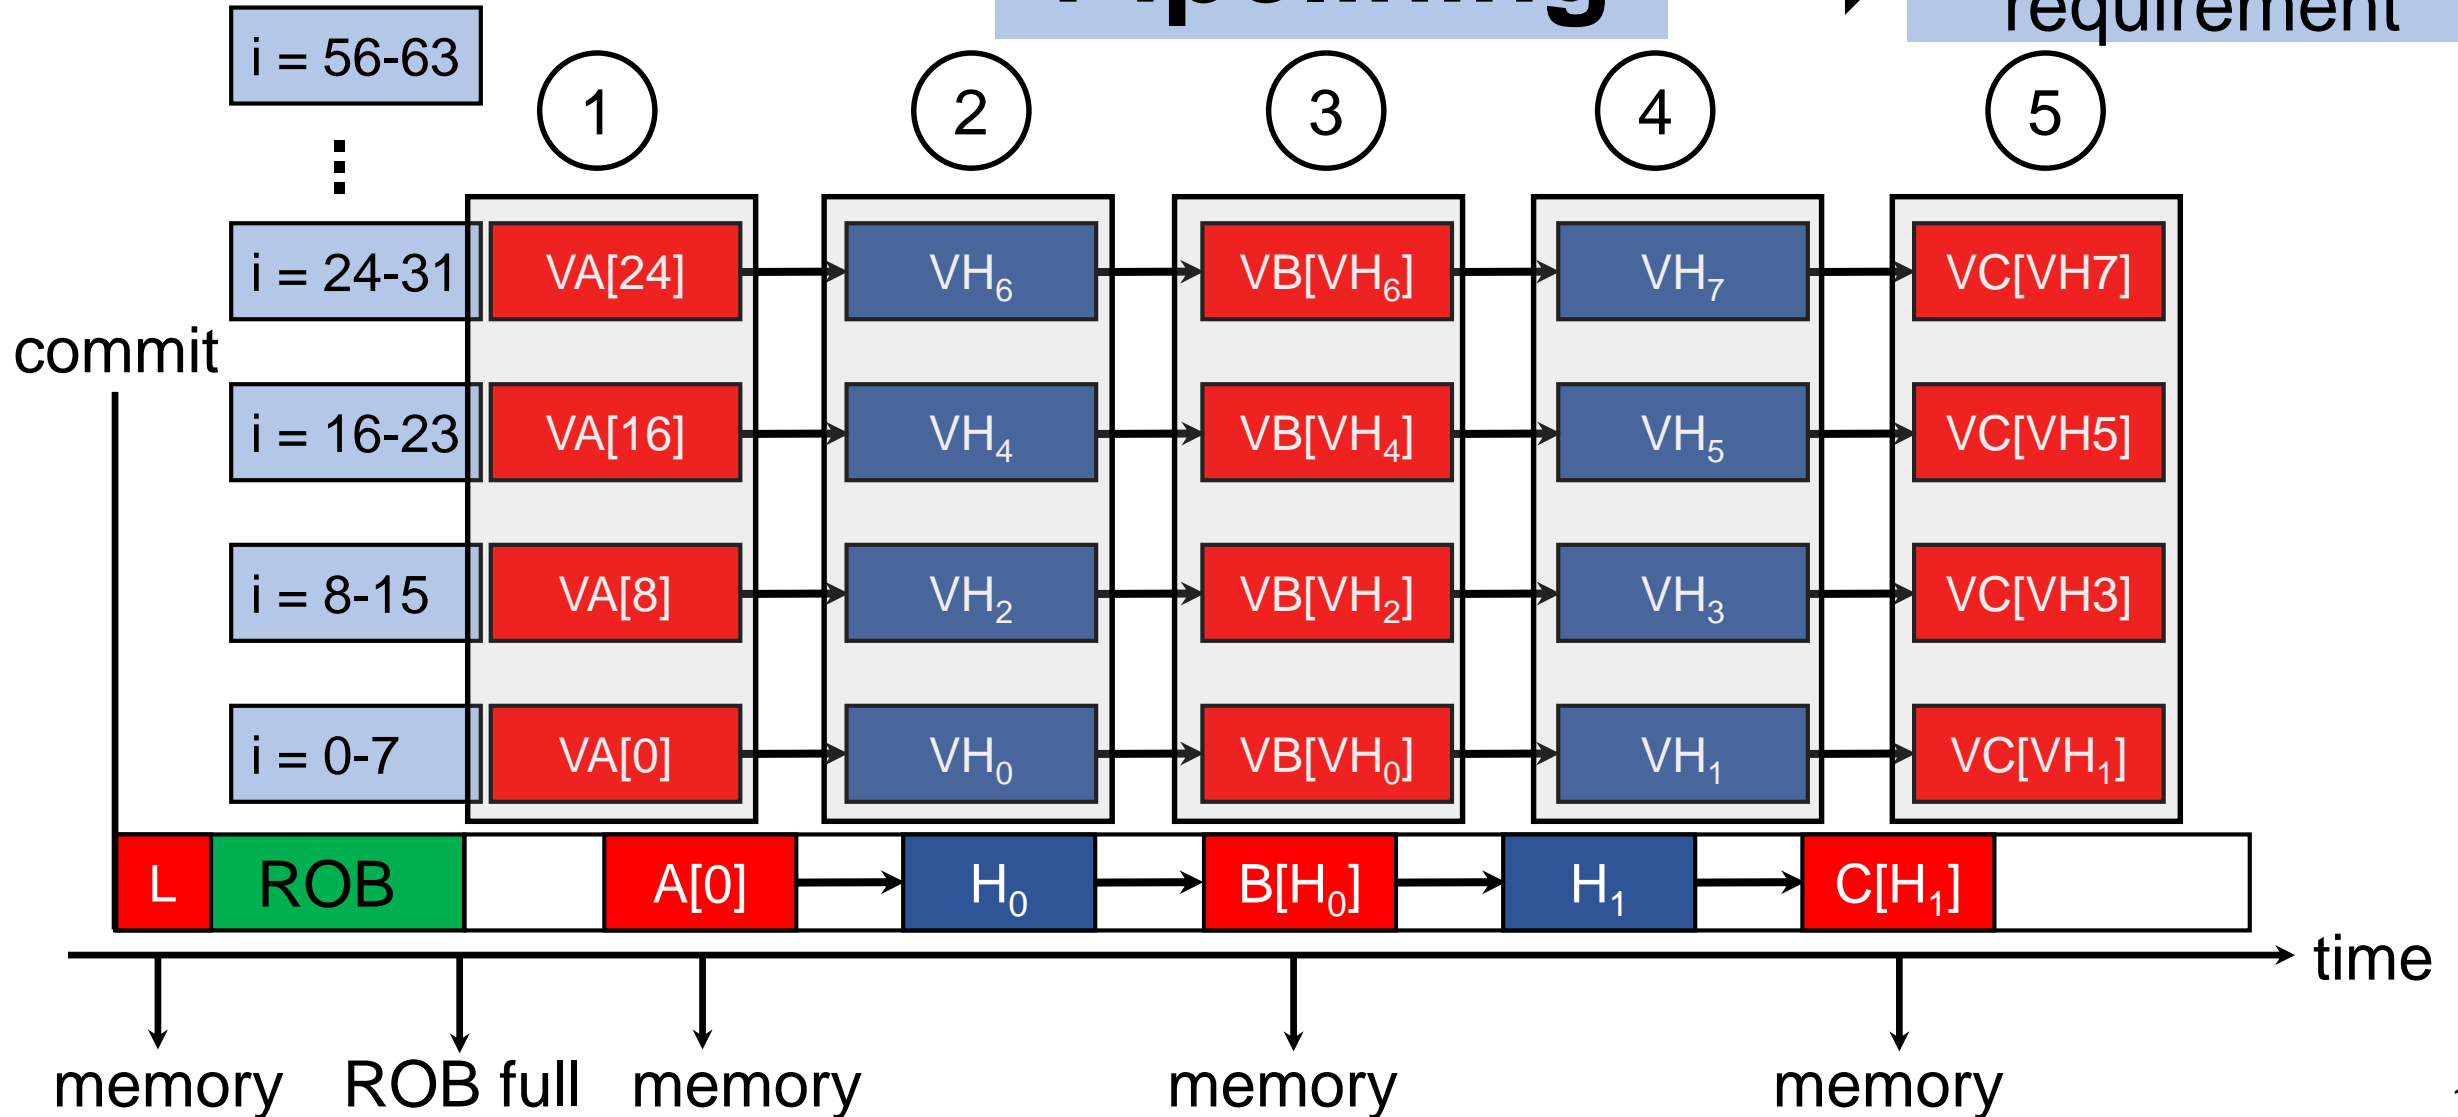 Pipelining
requirement
i = 56-63
1 2 3 4 5
i = 24-31 VA[24] VH₆ VB[VH₆] VH₇ VC[VH7]
commit
i = 16-23 VA[16] VH₄ VB[VH₄] VH₅ VC[VH5]
i = 8-15 VA[8] VH₂ VB[VH₂] VH₃ VC[VH3]
i = 0-7 VA[0] VH₀ VB[VH₀] VH₁ VC[VH₁]
L ROB A[0] H₀ B[H₀] H₁ C[H₁]
time
memory ROB full memory memory memory